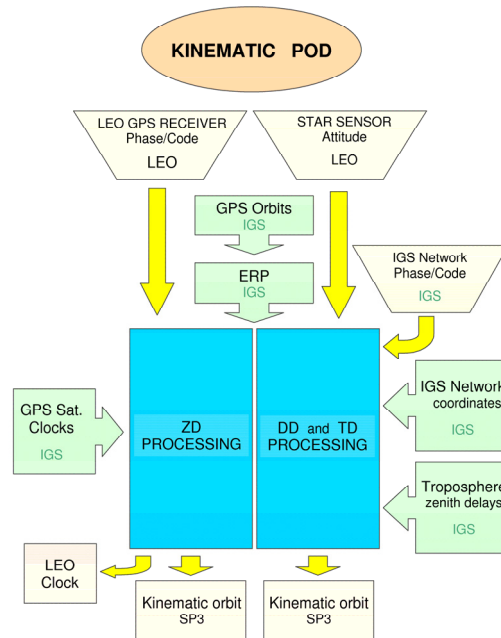 KINEMATIC POD
LEO GPS RECEIVER
Phase/Code
LEO
STAR SENSOR
Attitude
LEO
GPS Orbits
IGS
IGS Network
Phase/Code
IGS
ERP
IGS
GPS Sat.
Clocks
IGS
ZD
PROCESSING
DD and TD
PROCESSING
IGS Network
coordinates
IGS
Troposphere
zenith delays
IGS
LEO
Clock
Kinematic orbit
SP3
Kinematic orbit
SP3